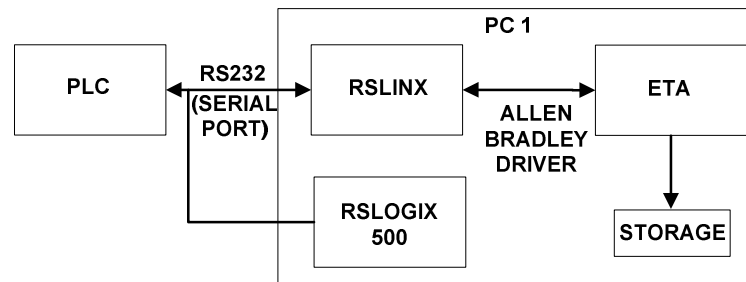 PC 1
PLC
RS232
(SERIAL
PORT)
RSLINX
ALLEN
BRADLEY
DRIVER
ETA
RSLOGIX
500
STORAGE